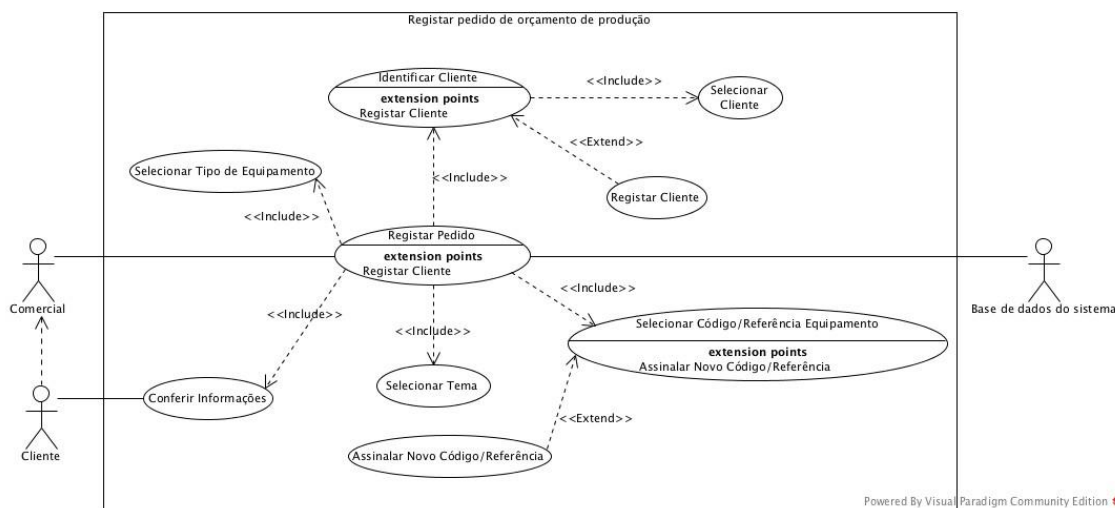 Registar pedido de orçamento de produção
Identificar Cliente
extension points
Registar Cliente
<<Include>>
Selecionar
Cliente
<<Extend>>
Registar Cliente
Selecionar Tipo de Equipamento
<<Include>>
<<Include>>
Registar Pedido
extension points
Registar Cliente
Comercial
Base de dados do sistema
<<Include>>
<<Include>>
<<Include>>
Selecionar Código/Referência Equipamento
extension points
Assinalar Novo Código/Referência
Selecionar Tema
Conferir Informações
Cliente
<<Extend>>
Assinalar Novo Código/Referência
Powered By Visual Paradigm Community Edition